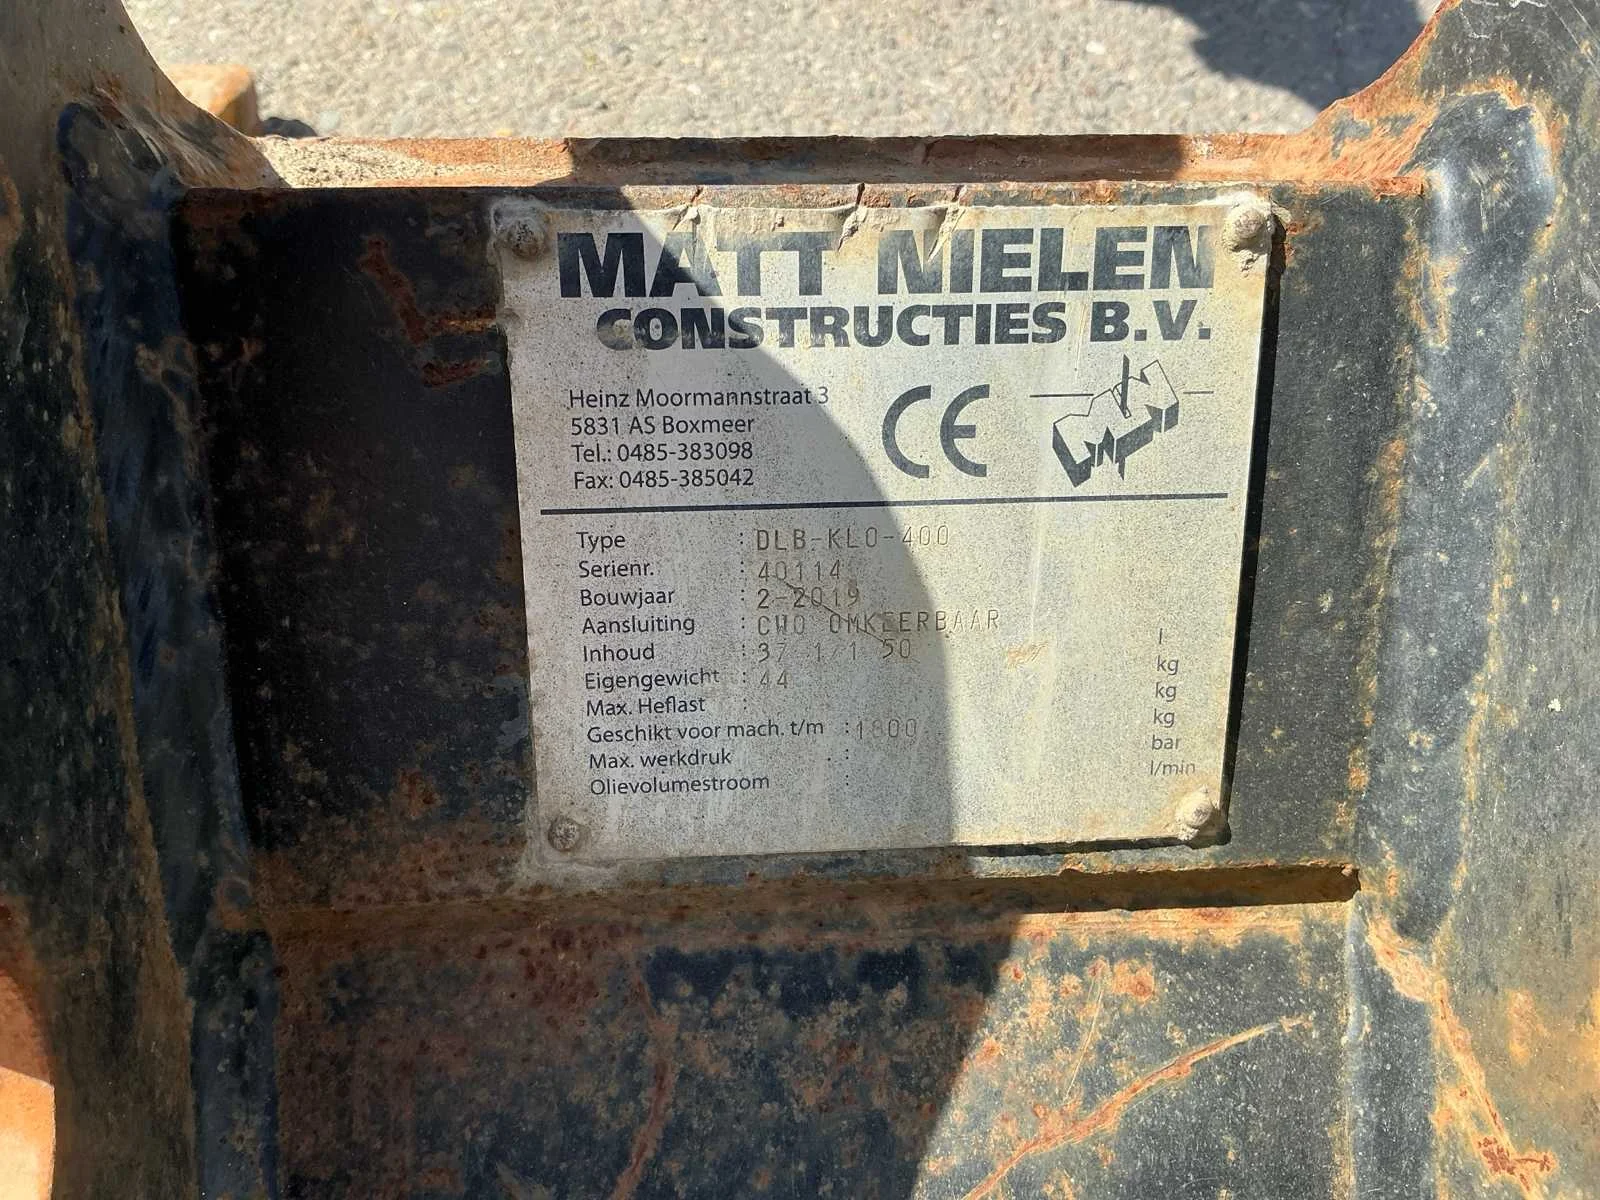 MATT NIELEN
CONSTRUCTIES B.V.
Heinz Moormannstraat 3
5831 AS Boxmeer
Tel.: 0485-383098
Fax: 0485-385042
CE
Type : DLB-KLO-400
Serienr. : 40114
Bouwjaar : 2-2019
Aansluiting : CW0 OMKEERBAAR
Inhoud : 37 1/1 50 l
Eigengewicht : 44 kg
Max. Heflast : kg
Geschikt voor mach. t/m : 1800 kg
Max. werkdruk : bar
Olievolumestroom : l/min